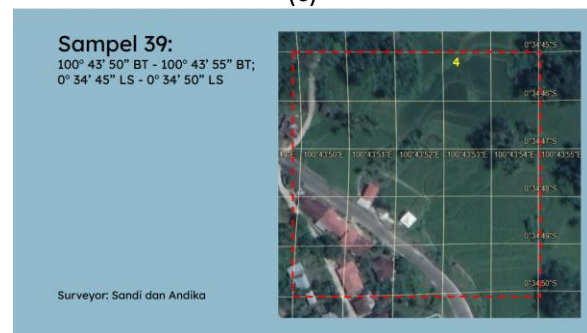 Sampel 39:
100° 43' 50" BT - 100° 43' 55" BT;
0° 34' 45" LS - 0° 34' 50" LS
4
0°34'45"S
0°34'46"S
0°34'47"S
100°43'50"E 100°43'51"E 100°43'52"E 100°43'53"E 100°43'54"E 100°43'55"E
0°34'48"S
0°34'49"S
0°34'50"S
Surveyor: Sandi dan Andika